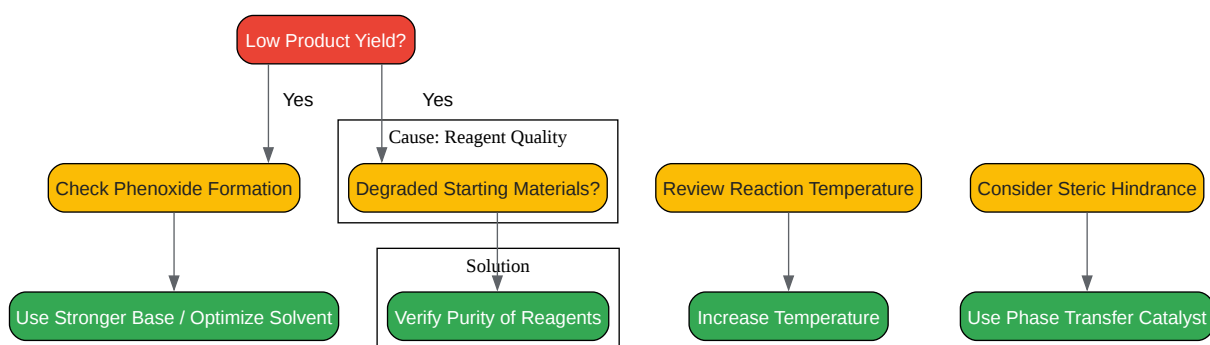 Low Product Yield?
Yes
Yes
Cause: Reagent Quality
Check Phenoxide Formation
Degraded Starting Materials?
Review Reaction Temperature
Consider Steric Hindrance
Solution
Use Stronger Base / Optimize Solvent
Verify Purity of Reagents
Increase Temperature
Use Phase Transfer Catalyst